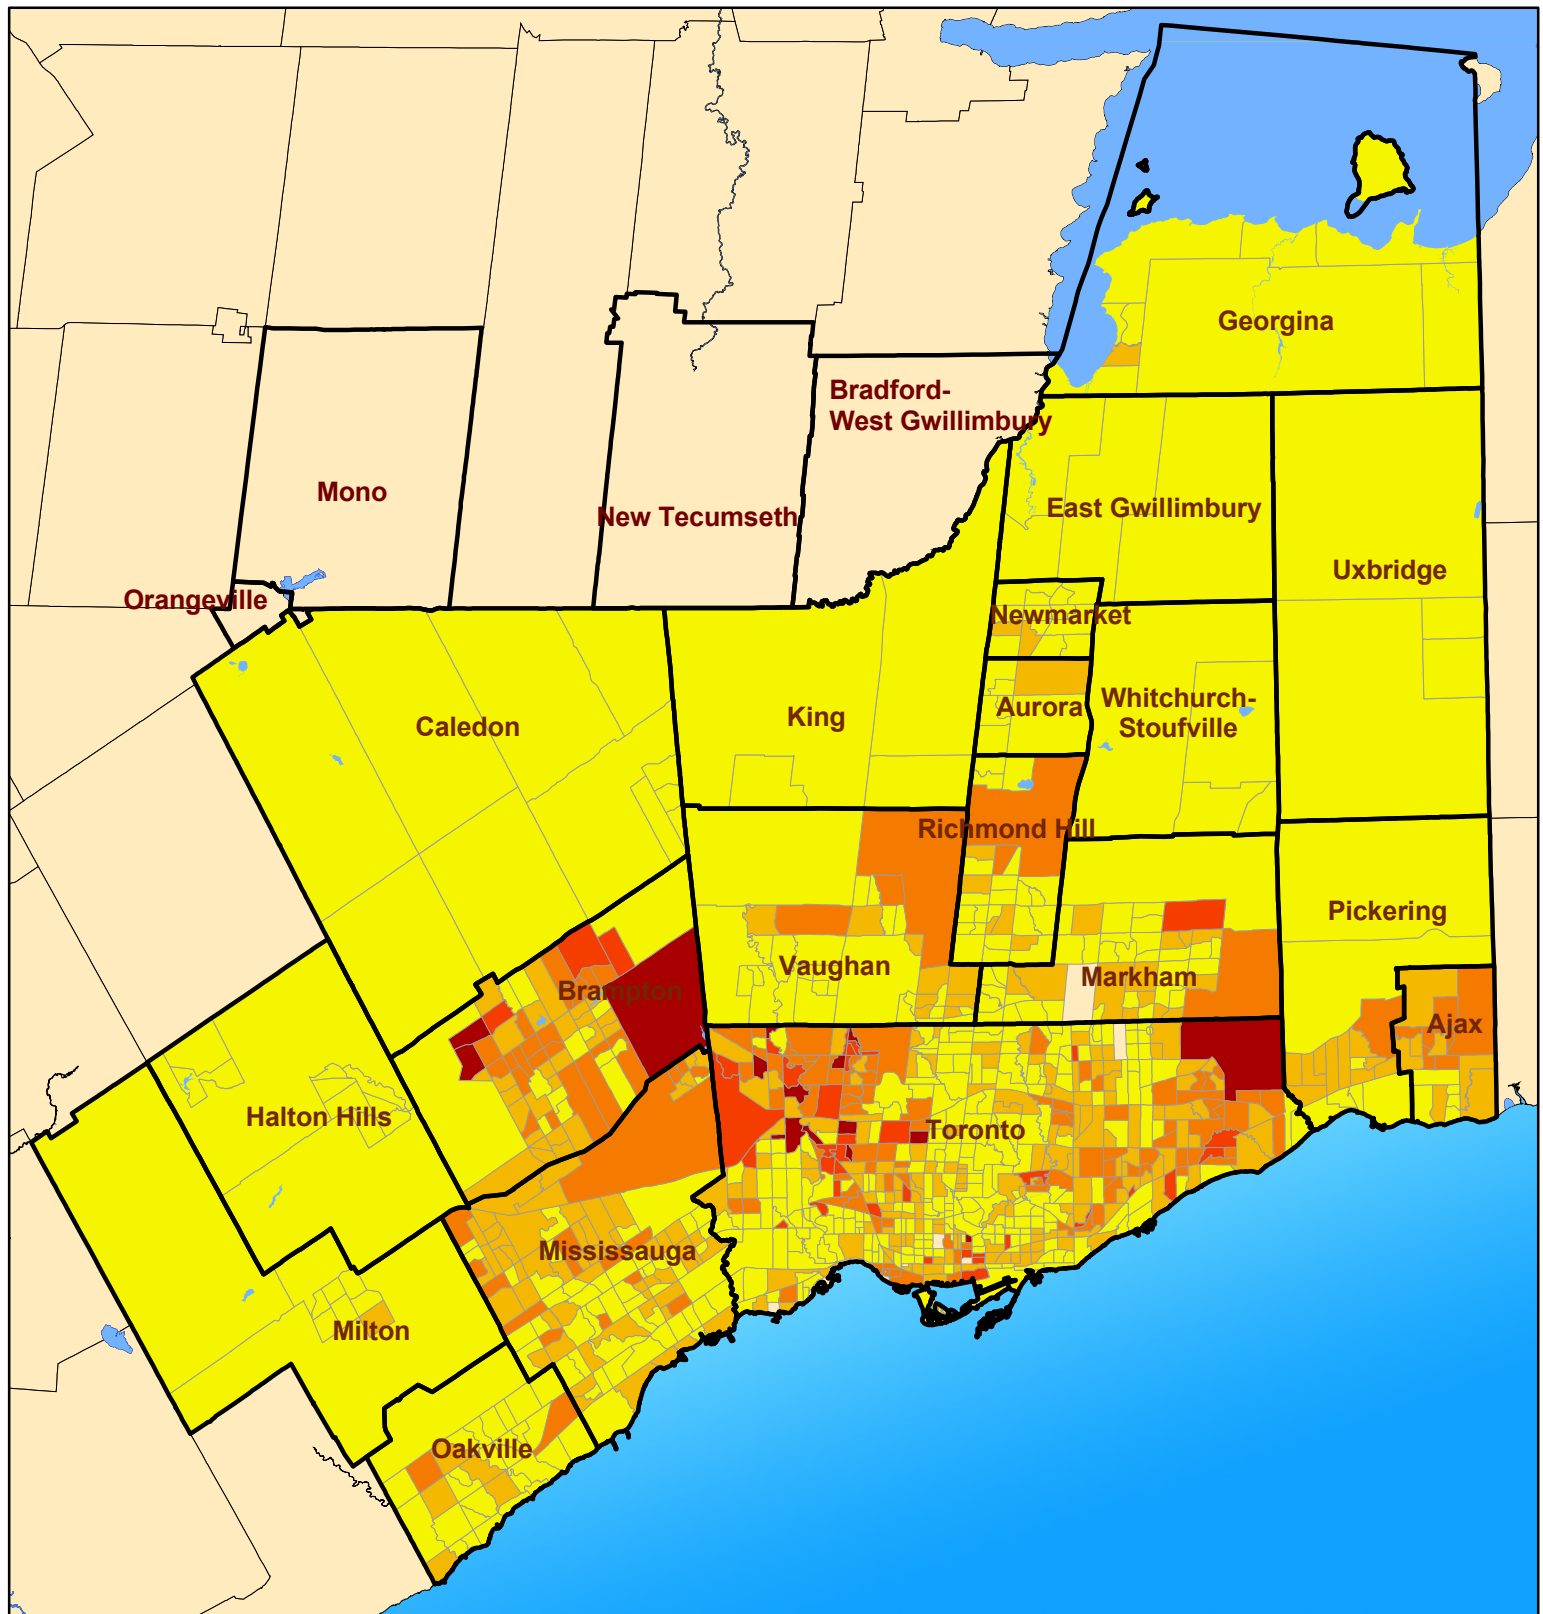 Georgina
Bradford-
West Gwillimbury
Mono
East Gwillimbury
New Tecumseth
Uxbridge
Orangeville
Newmarket
Whitchurch-
Stoufville
Aurora
King
Caledon
Richmond Hill
Pickering
Vaughan
Markham
Brampton
Ajax
Halton Hills
Toronto
Mississauga
Milton
Oakville